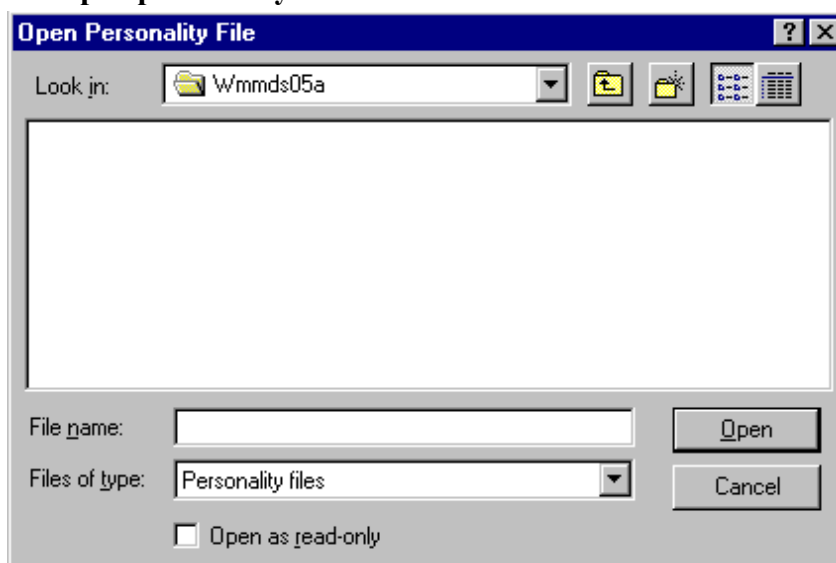 Open Personality File
Look in: Wmmds05a
File name: Open
Files of type: Personality files Cancel
Open as read-only